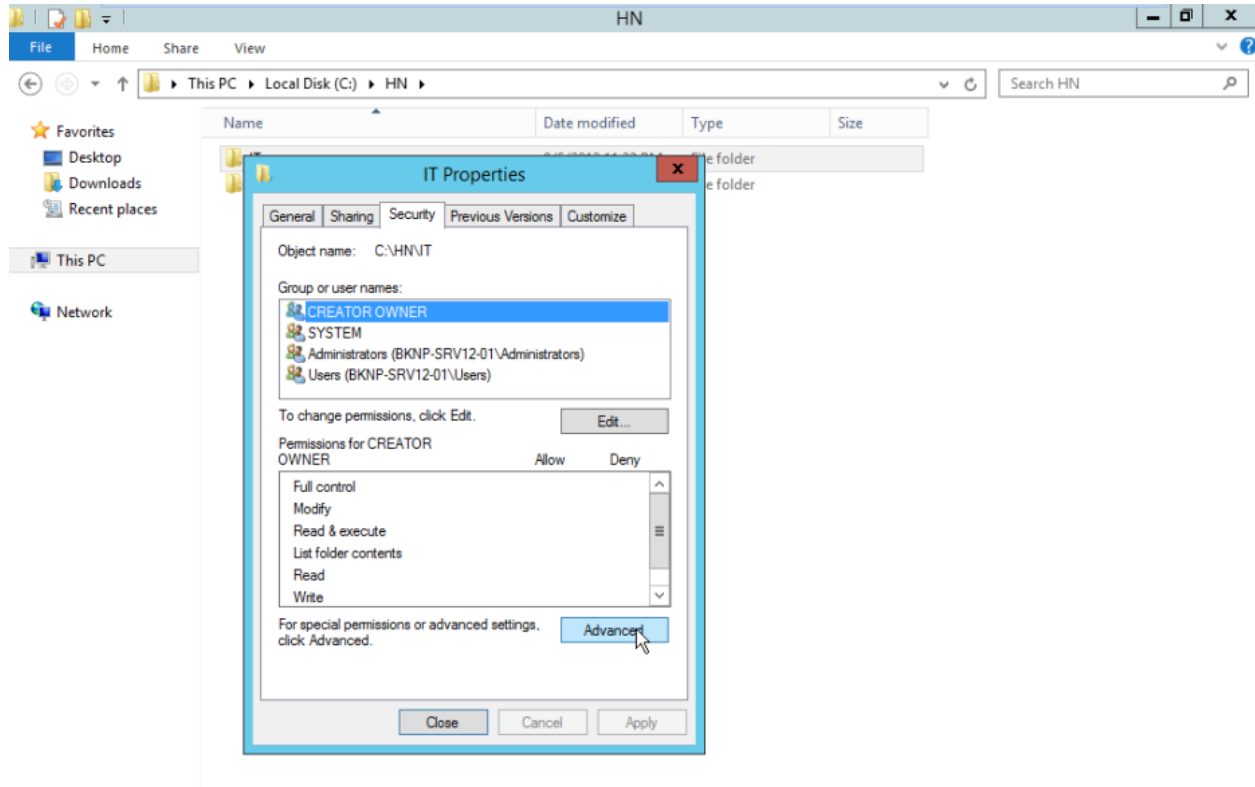 HN
File Home Share View
This PC Local Disk (C:) HN
Search HN
Favorites
Desktop
Downloads
Recent places
This PC
Network
Name Date modified Type Size
File folder
folder
IT Properties
General Sharing Security Previous Versions Customize
Object name: C:\HN\IT
Group or user names:
CREATOR OWNER
SYSTEM
Administrators (BKNP-SRV12-01\Administrators)
Users (BKNP-SRV12-01\Users)
To change permissions, click Edit.
Edit...
Permissions for CREATOR
OWNER Allow Deny
Full control
Modify
Read & execute
List folder contents
Read
Write
For special permissions or advanced settings,
click Advanced.
Advanced
Close Cancel Apply